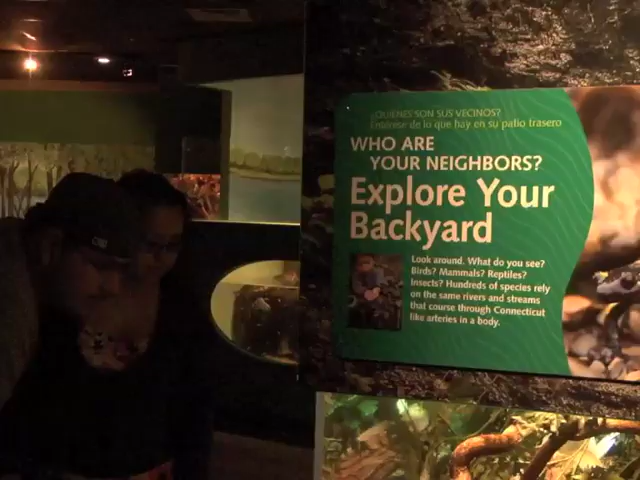 ¿QUIÉNES SON SUS VECINOS?
Entérese de lo que hay en su patio trasero
WHO ARE
YOUR NEIGHBORS?
Explore Your
Backyard
Look around. What do you see?
Birds? Mammals? Reptiles?
Insects? Hundreds of species rely
on the same rivers and streams
that course through Connecticut
like arteries in a body.